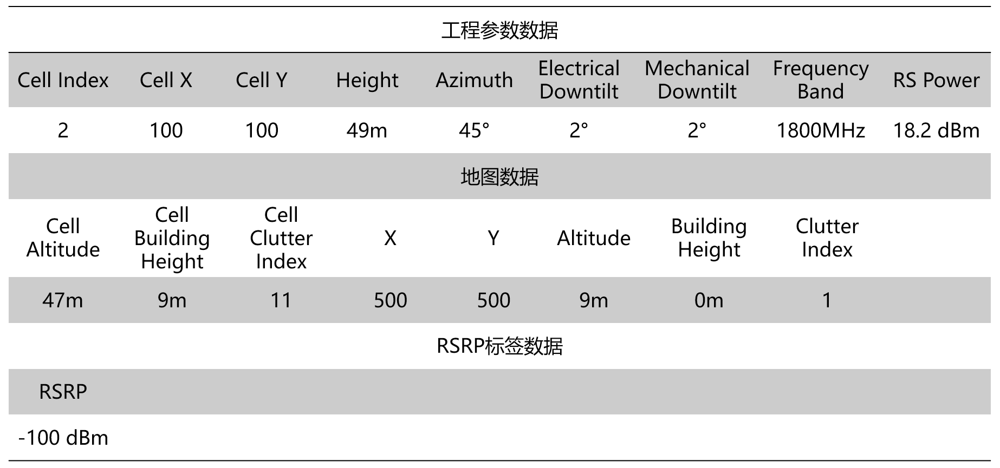 工程参数数据
Cell Index Cell X Cell Y Height Azimuth Electrical Downtilt Mechanical Downtilt Frequency Band RS Power
2 100 100 49m 45° 2° 2° 1800MHz 18.2 dBm
地图数据
Cell Altitude Cell Building Height Cell Clutter Index X Y Altitude Building Height Clutter Index
47m 9m 11 500 500 9m 0m 1
RSRP标签数据
RSRP
-100 dBm